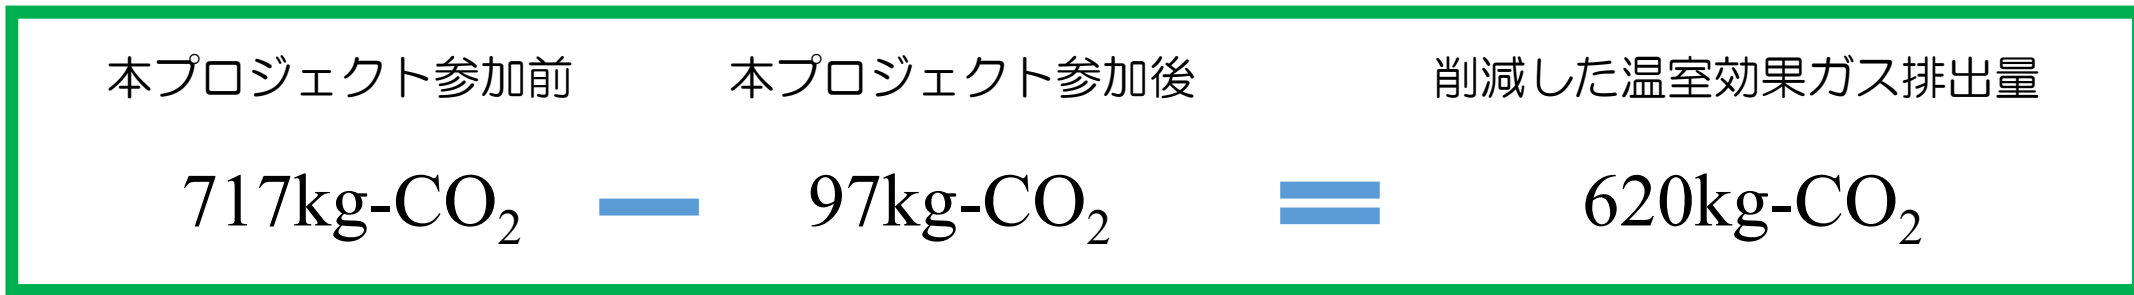 本プロジェクト参加前 本プロジェクト参加後 削減した温室効果ガス排出量
717kg-CO₂ － 97kg-CO₂ ＝ 620kg-CO₂